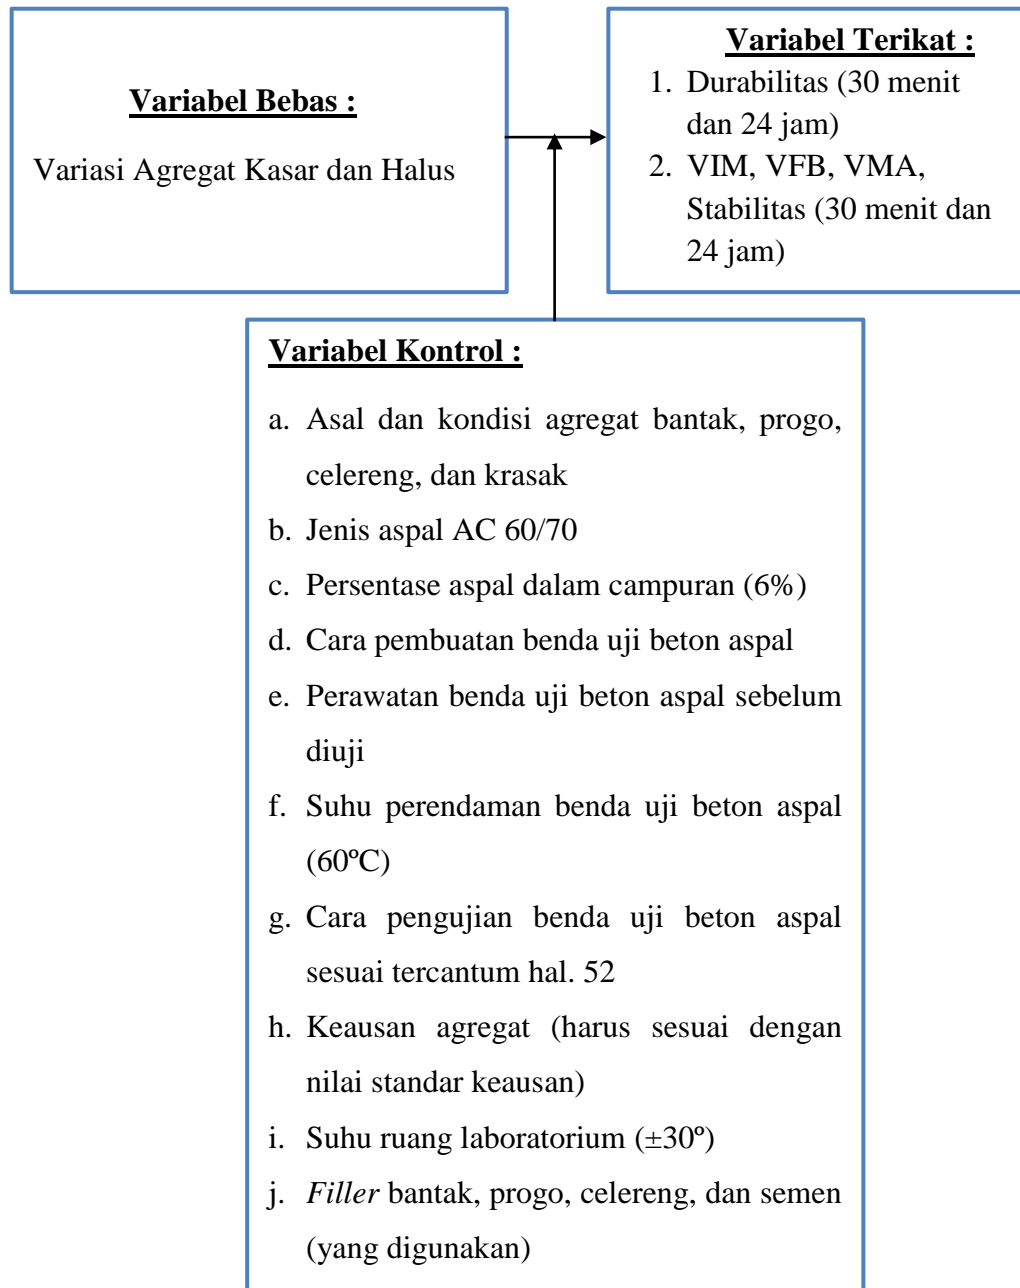 Variabel Bebas :
Variasi Agregat Kasar dan Halus
Variabel Terikat :
1. Durabilitas (30 menit
dan 24 jam)
2. VIM, VFB, VMA,
Stabilitas (30 menit dan
24 jam)
Variabel Kontrol :
a. Asal dan kondisi agregat bantak, progo,
celereng, dan krasak
b. Jenis aspal AC 60/70
c. Persentase aspal dalam campuran (6%)
d. Cara pembuatan benda uji beton aspal
e. Perawatan benda uji beton aspal sebelum
diuji
f. Suhu perendaman benda uji beton aspal
(60ºC)
g. Cara pengujian benda uji beton aspal
sesuai tercantum hal. 52
h. Keausan agregat (harus sesuai dengan
nilai standar keausan)
i. Suhu ruang laboratorium (±30º)
j. Filler bantak, progo, celereng, dan semen
(yang digunakan)